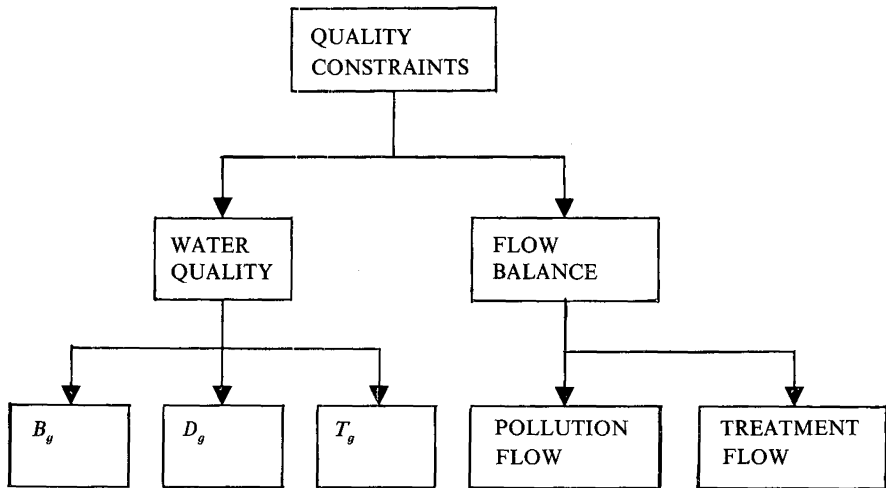 QUALITY
CONSTRAINTS
WATER
QUALITY
FLOW
BALANCE
B_g
D_g
T_g
POLLUTION
FLOW
TREATMENT
FLOW